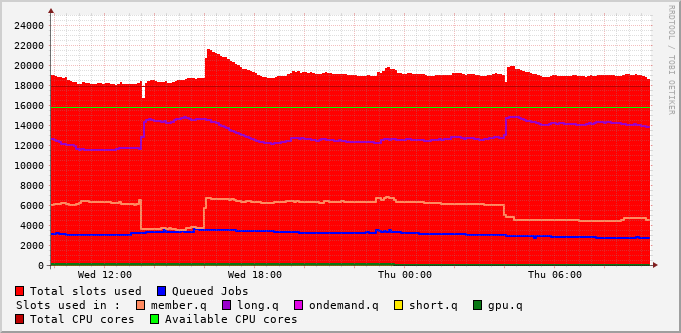 RRDTOOL / TOBI OETIKER
24000
22000
20000
18000
16000
14000
12000
10000
8000
6000
4000
2000
0
Wed 12:00 Wed 18:00 Thu 00:00 Thu 06:00
Total slots used Queued Jobs
Slots used in : member.q long.q ondemand.q short.q gpu.q
Total CPU cores Available CPU cores